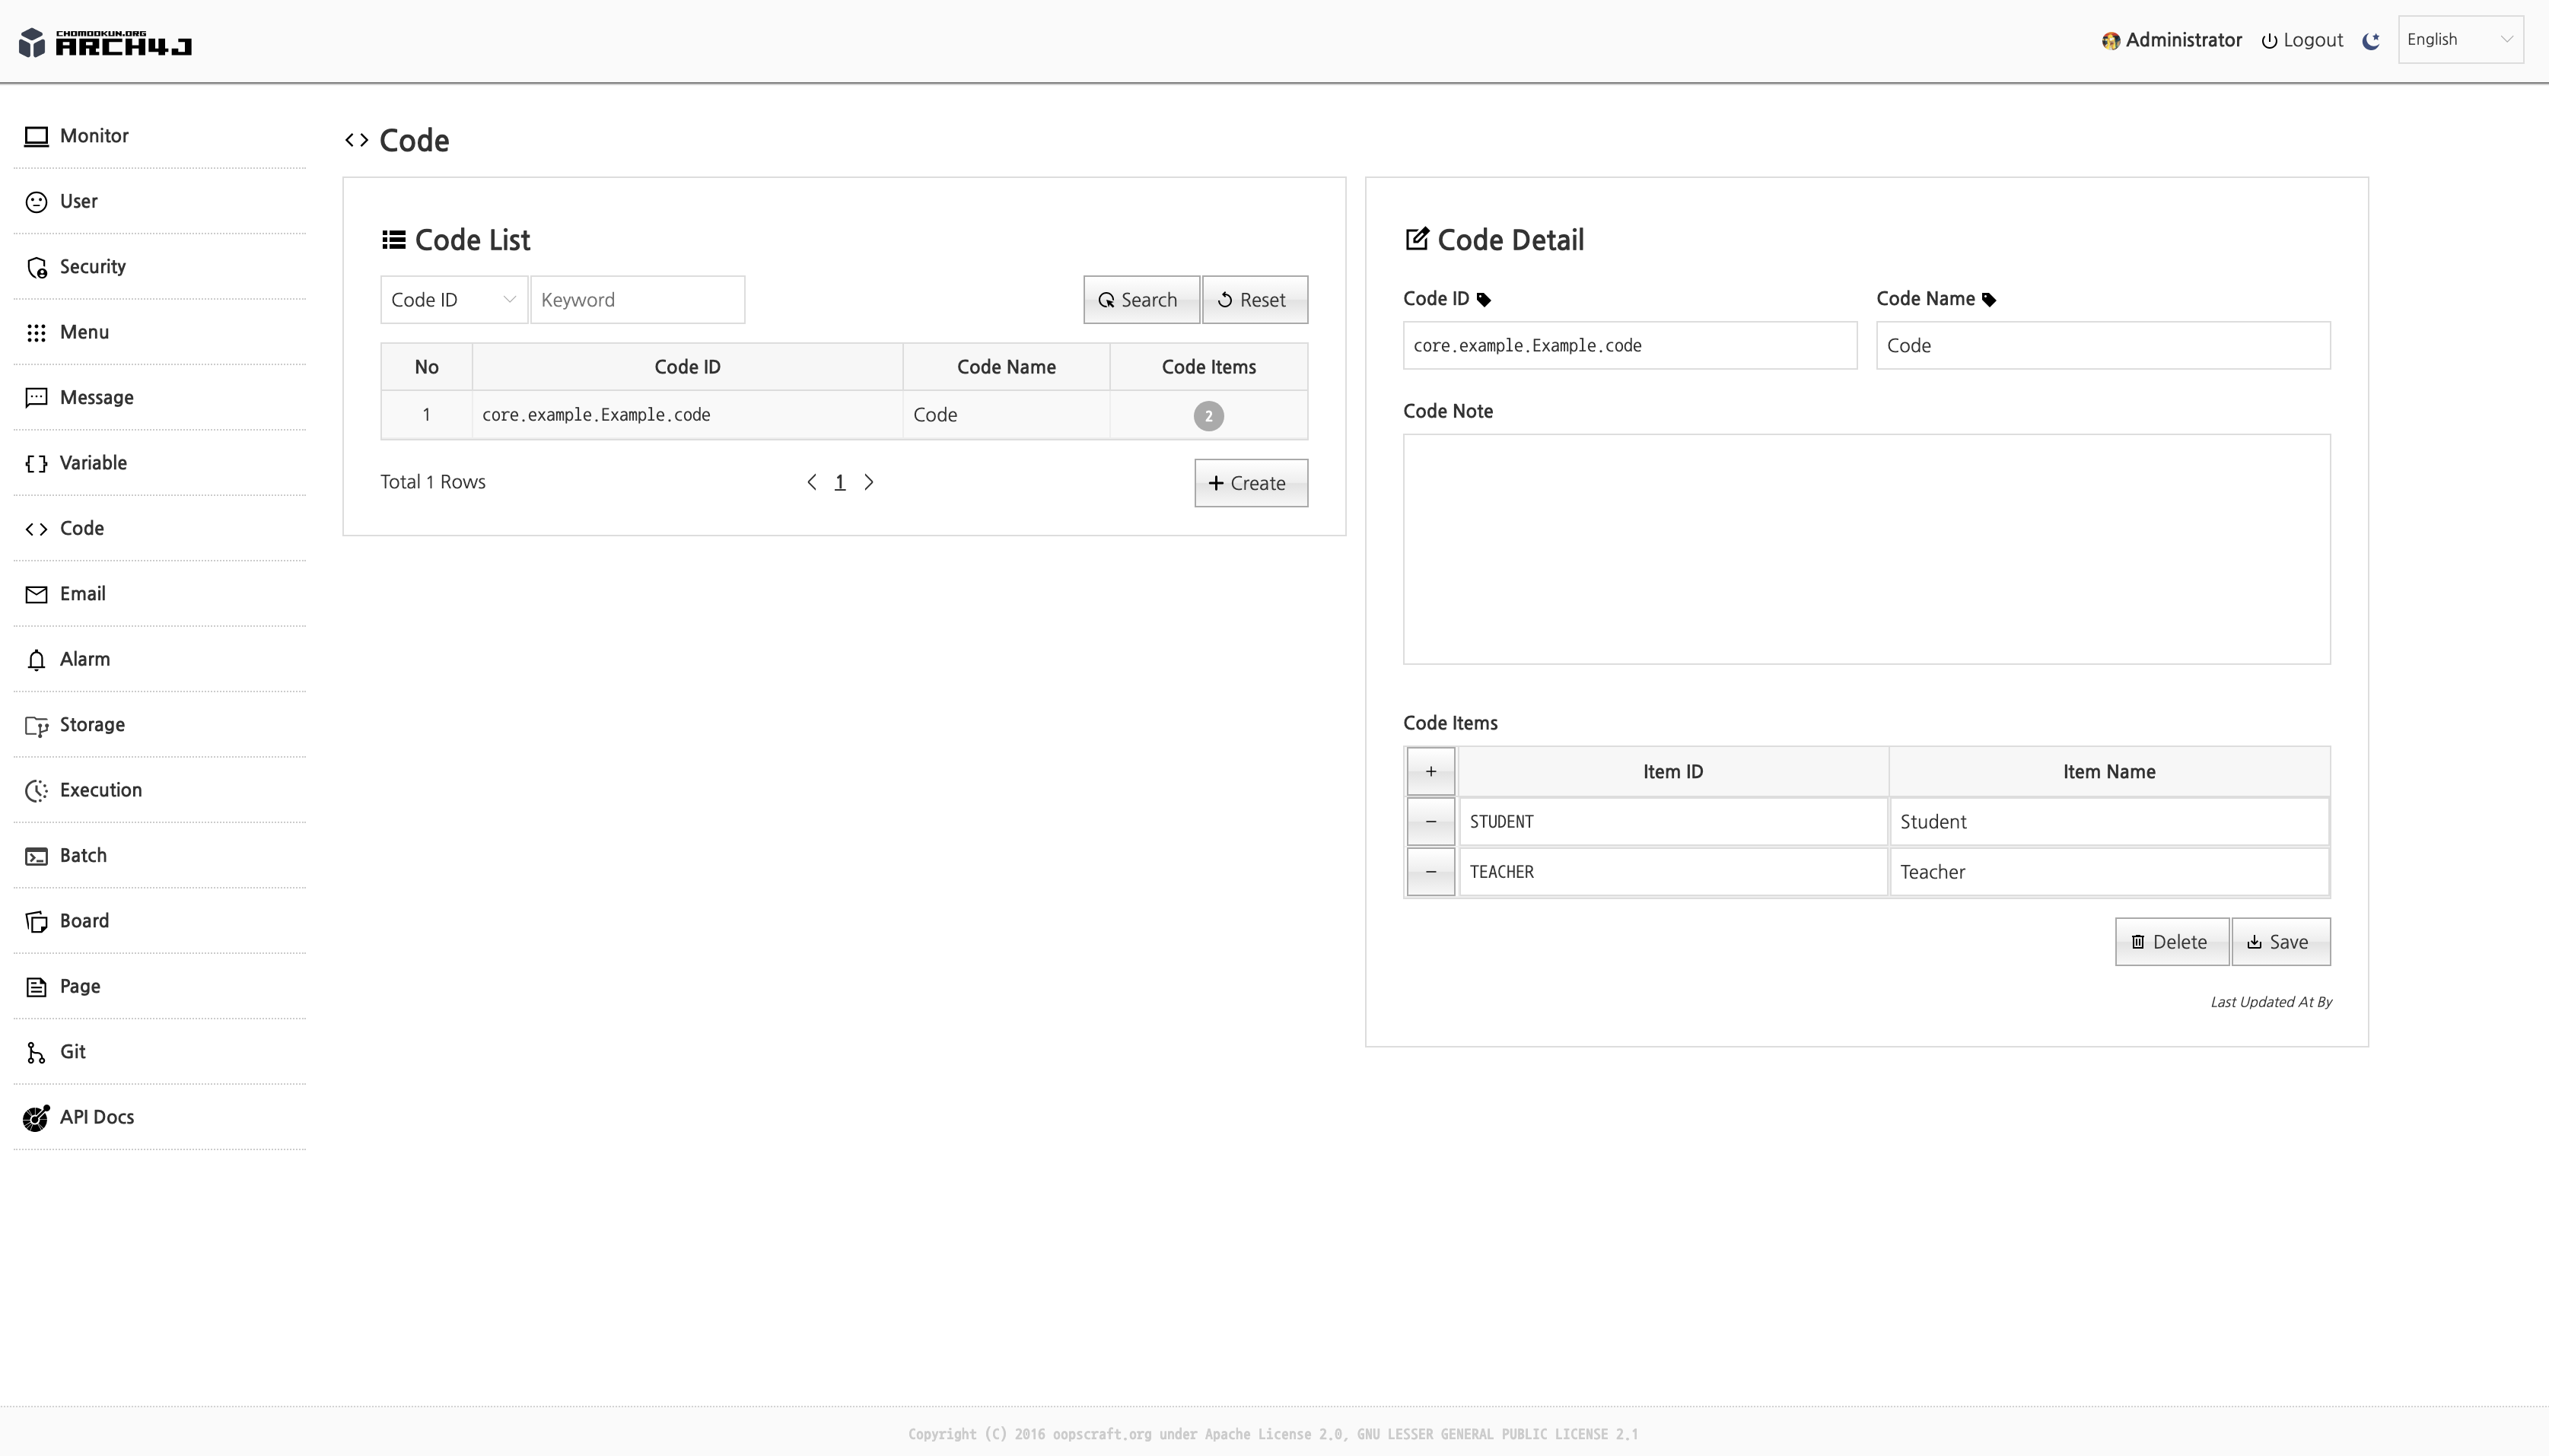 CHOMOOKUN.ORG
ARCH4J
Administrator
Logout
English
Monitor
User
Security
Menu
Message
Variable
Code
Email
Alarm
Storage
Execution
Batch
Board
Page
Git
API Docs
Code
Code List
Code ID
Keyword
Search
Reset
No Code ID Code Name Code Items
1 core.example.Example.code Code 2
Total 1 Rows
1
Create
Code Detail
Code ID
Code Name
core.example.Example.code
Code
Code Note
Code Items
+ Item ID Item Name
− STUDENT Student
− TEACHER Teacher
Delete
Save
Last Updated At By
Copyright (C) 2016 oopscraft.org under Apache License 2.0, GNU LESSER GENERAL PUBLIC LICENSE 2.1